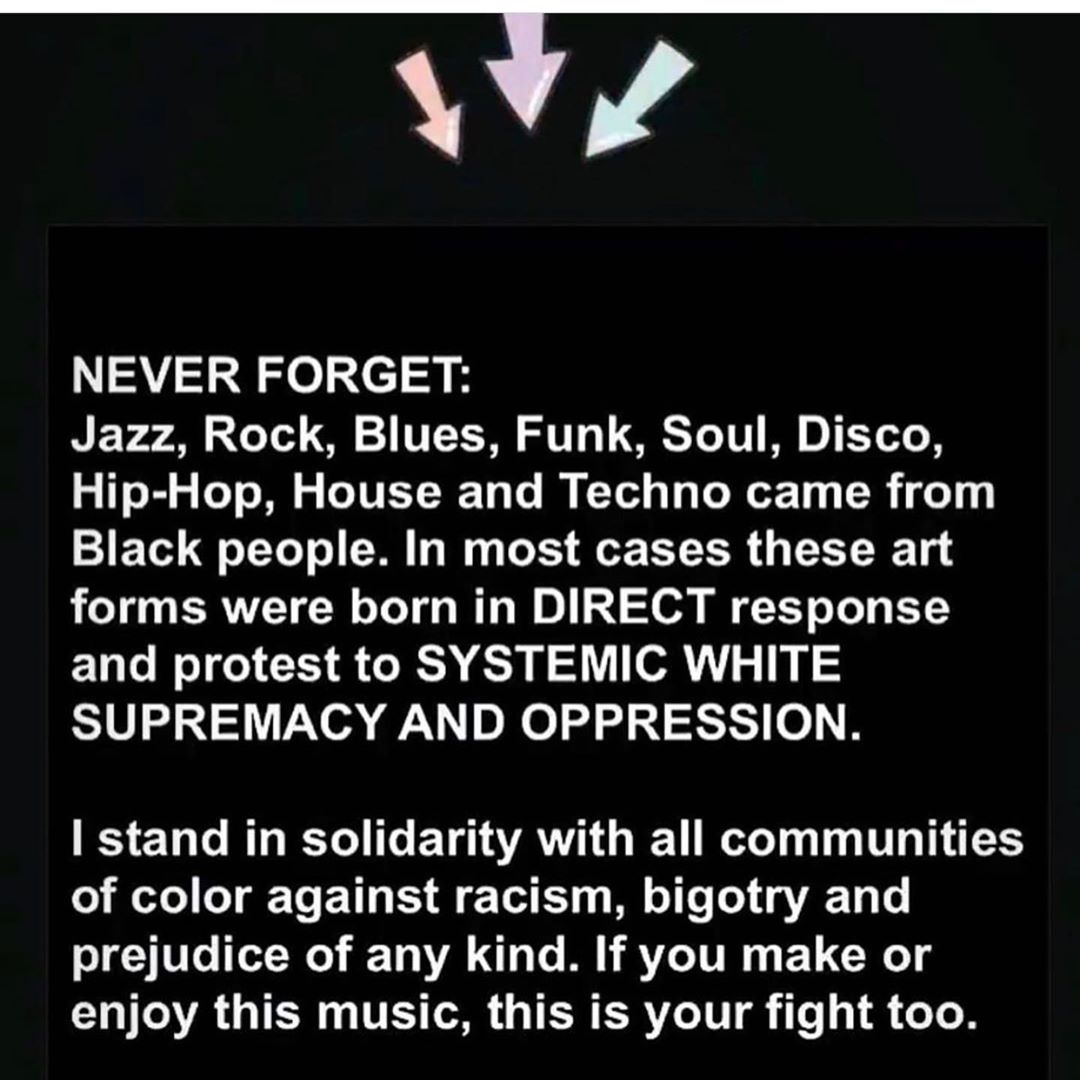 NEVER FORGET:
Jazz, Rock, Blues, Funk, Soul, Disco,
Hip-Hop, House and Techno came from
Black people. In most cases these art
forms were born in DIRECT response
and protest to SYSTEMIC WHITE
SUPREMACY AND OPPRESSION.
I stand in solidarity with all communities
of color against racism, bigotry and
prejudice of any kind. If you make or
enjoy this music, this is your fight too.